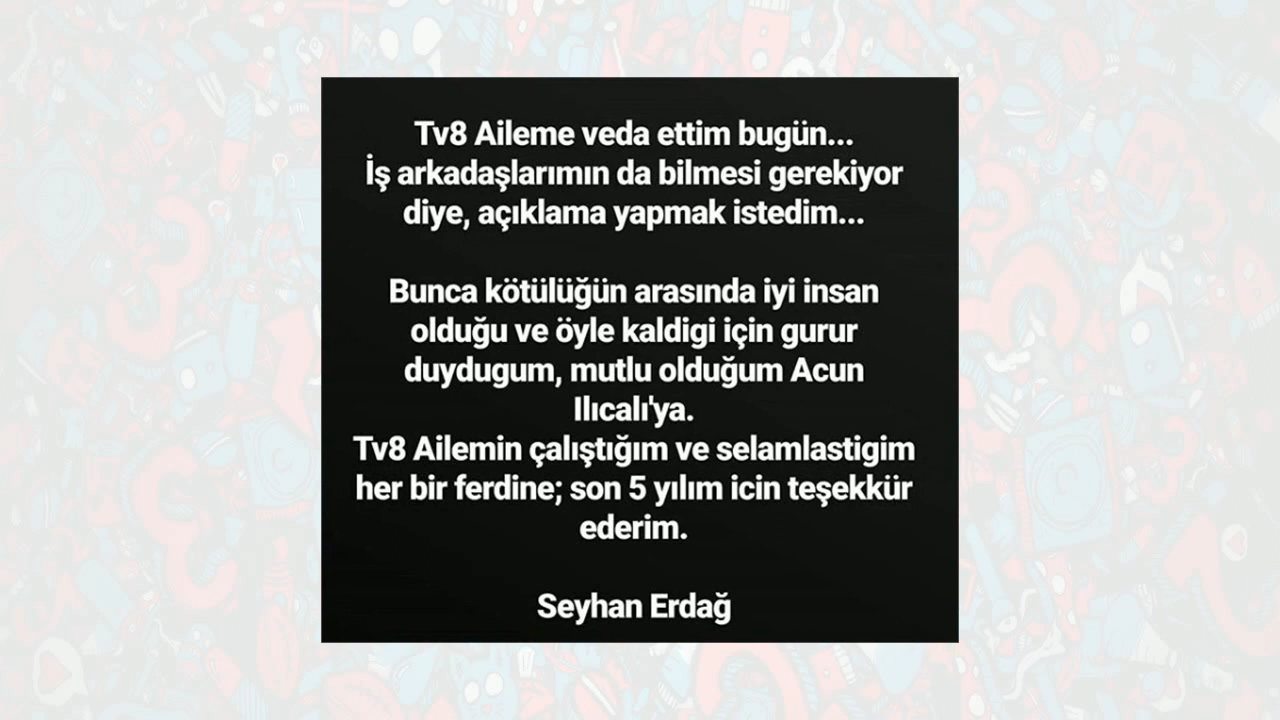 Tv8 Aileme veda ettim bugün...
İş arkadaşlarımın da bilmesi gerekiyor
diye, açıklama yapmak istedim...
Bunca kötülüğün arasında iyi insan
olduğu ve öyle kaldigi için gurur
duydugum, mutlu olduğum Acun
Ilıcalı'ya.
Tv8 Ailemin çalıştığım ve selamlastigim
her bir ferdine; son 5 yılım icin teşekkür
ederim.
Seyhan Erdağ